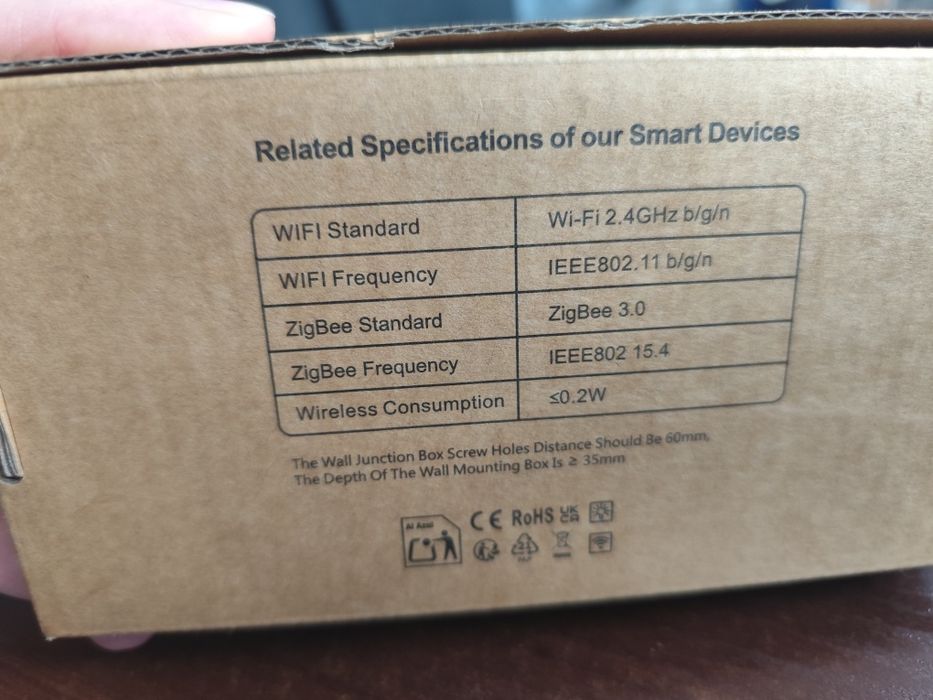 Related Specifications of our Smart Devices
WIFI Standard Wi-Fi 2.4GHz b/g/n
WIFI Frequency IEEE802.11 b/g/n
ZigBee Standard ZigBee 3.0
ZigBee Frequency IEEE802 15.4
Wireless Consumption ≤0.2W
The Wall Junction Box Screw Holes Distance Should Be 60mm,
The Depth Of The Wall Mounting Box Is ≥ 35mm
CE RoHS UK CA
21
PAP